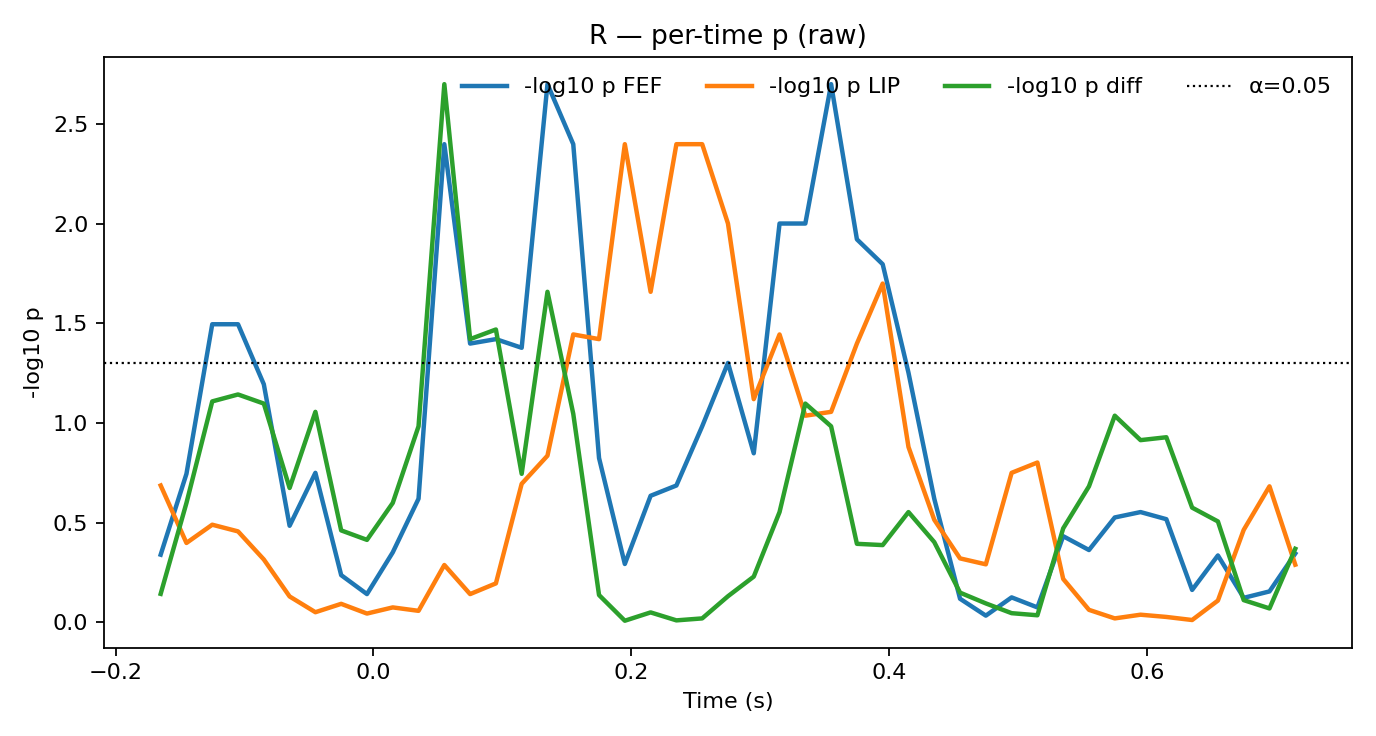 R — per-time p (raw)
-log10 p FEF
-log10 p LIP
-log10 p diff
α=0.05
-log10 p
2.5
2.0
1.5
1.0
0.5
0.0
−0.2
0.0
0.2
0.4
0.6
Time (s)